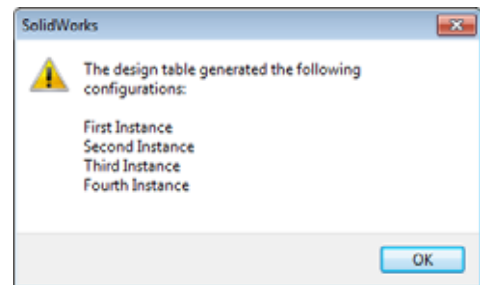 SolidWorks
The design table generated the following
configurations:
First Instance
Second Instance
Third Instance
Fourth Instance
OK